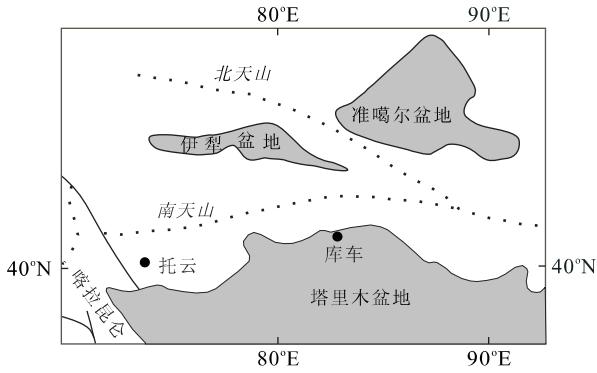 80°E 90°E
北天山
准噶尔盆地
伊犁 盆地
南天山
库车
40°N 托云 40°N
喀拉昆仑
塔里木盆地
80°E 90°E